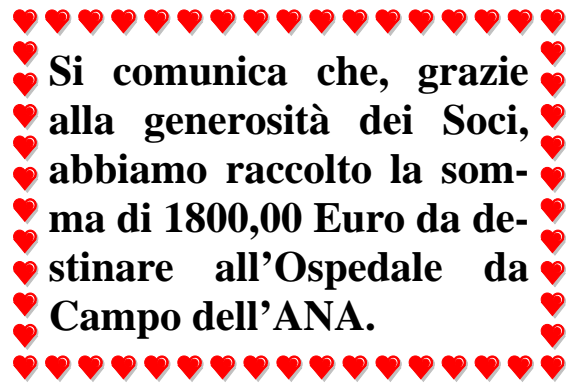 Si comunica che, grazie
alla generosità dei Soci,
abbiamo raccolto la som-
ma di 1800,00 Euro da de-
stinare all’Ospedale da
Campo dell’ANA.